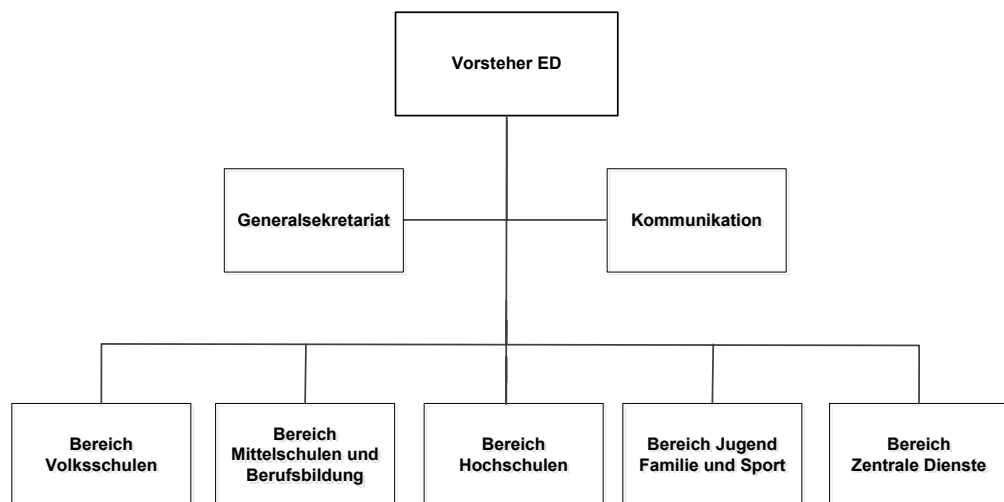 Vorsteher ED
Generalsekretariat
Kommunikation
Bereich
Volksschulen
Bereich
Mittelschulen und
Berufsbildung
Bereich
Hochschulen
Bereich Jugend
Familie und Sport
Bereich
Zentrale Dienste